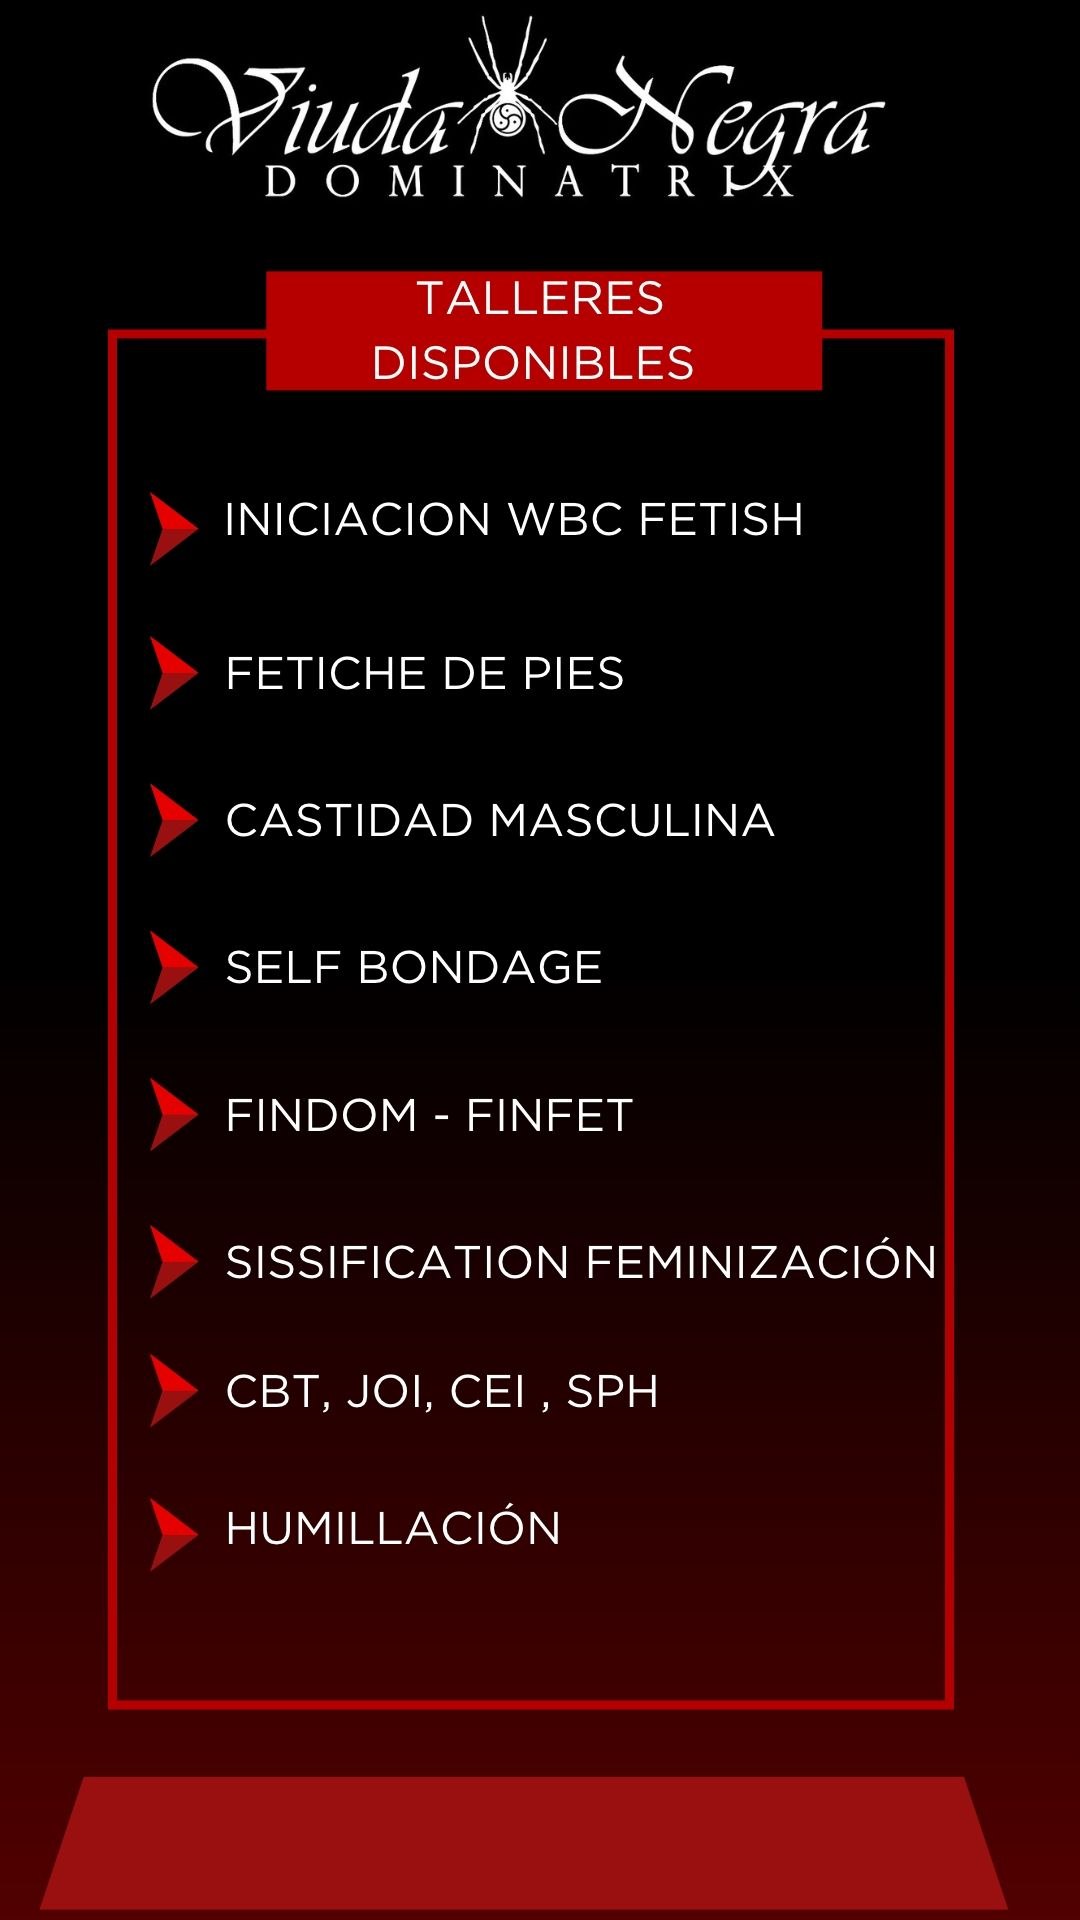 Viuda Negra
DOMINATRIX
TALLERES
DISPONIBLES
INICIACION WBC FETISH
FETICHE DE PIES
CASTIDAD MASCULINA
SELF BONDAGE
FINDOM - FINFET
SISSIFICATION FEMINIZACIÓN
CBT, JOI, CEI , SPH
HUMILLACIÓN